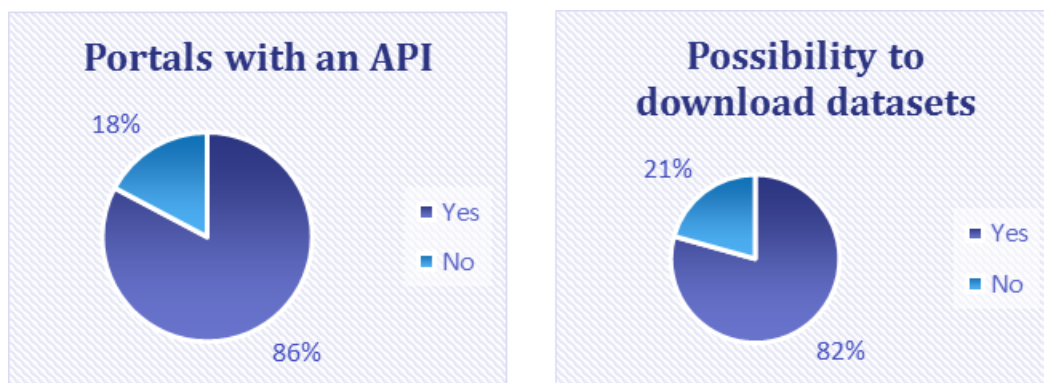 Portals with an API
18%
Yes
No
86%
Possibility to
download datasets
21%
Yes
No
82%